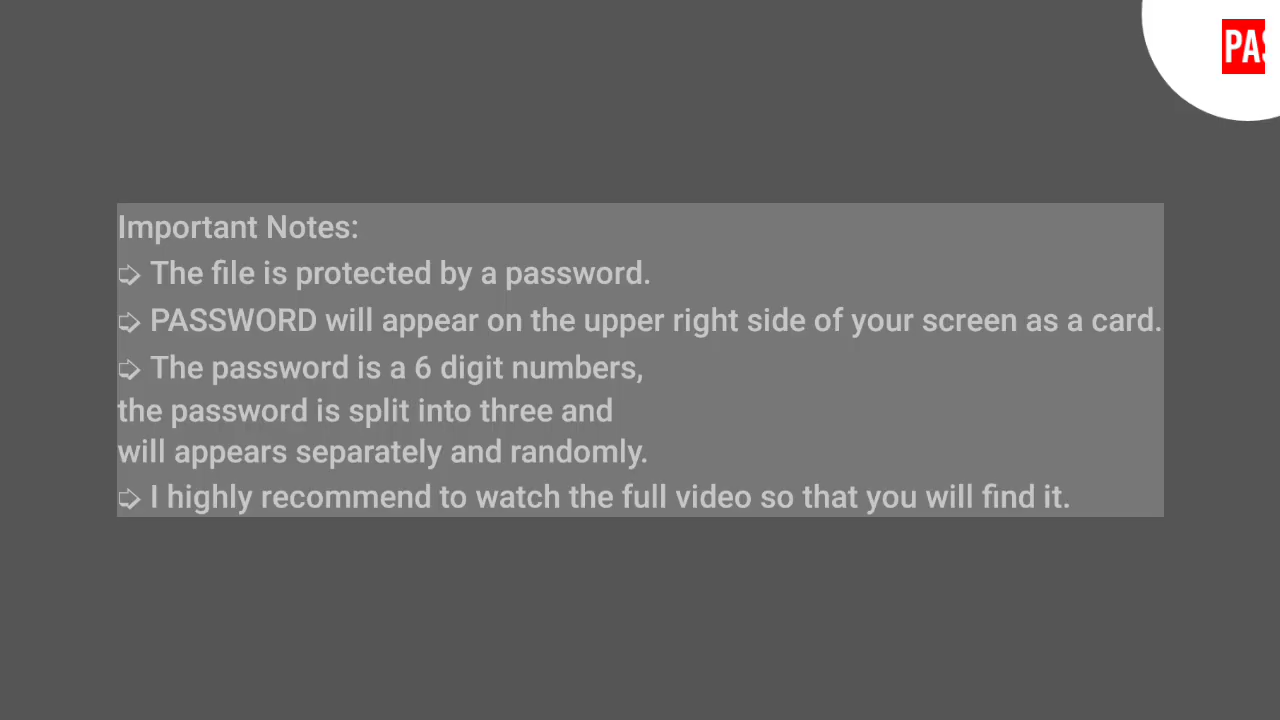 PAS
Important Notes:
➩ The file is protected by a password.
➩ PASSWORD will appear on the upper right side of your screen as a card.
➩ The password is a 6 digit numbers,
the password is split into three and
will appears separately and randomly.
➩ I highly recommend to watch the full video so that you will find it.